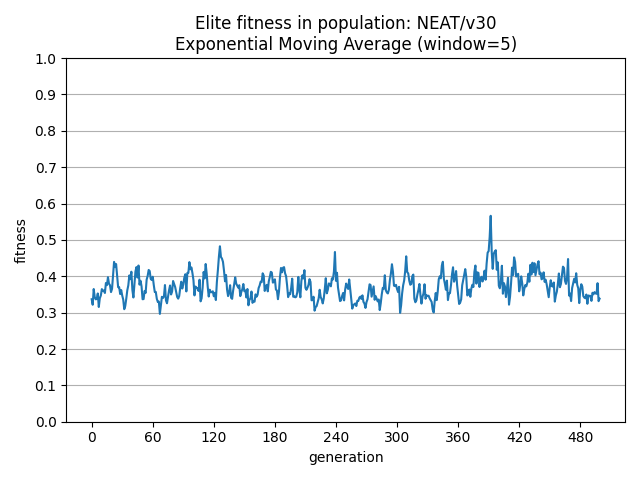 Elite fitness in population: NEAT/v30
Exponential Moving Average (window=5)
1.0
0.9
0.8
0.7
0.6
0.5
0.4
0.3
0.2
0.1
0.0
fitness
0 60 120 180 240 300 360 420 480
generation